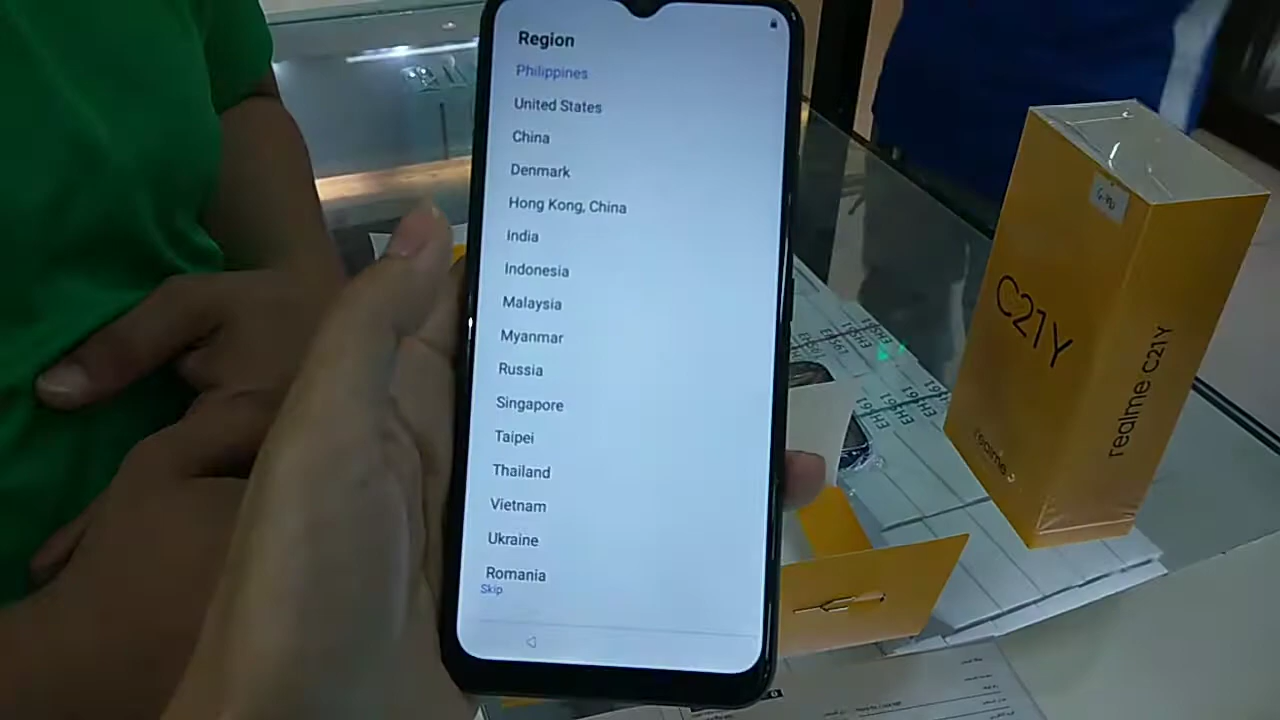 Region
Philippines
United States
China
Denmark
Hong Kong, China
India
Indonesia
Malaysia
Myanmar
Russia
Singapore
Taipei
Thailand
Vietnam
Ukraine
Romania
Skip
C21Y
realme C21Y
realme